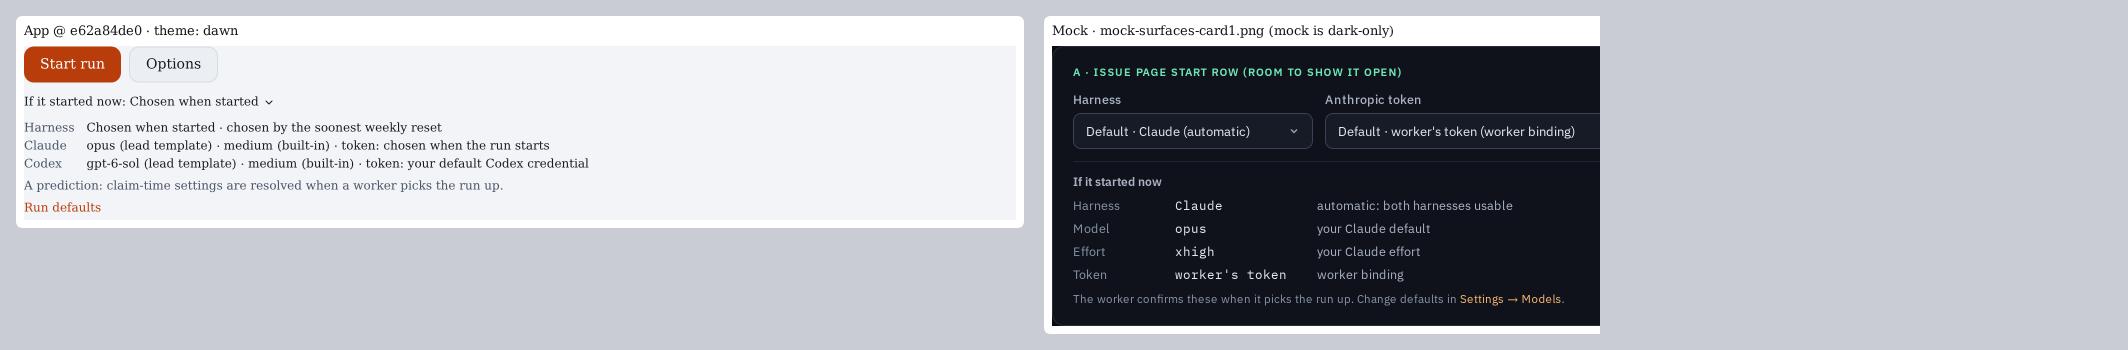 App @ e62a84de0 · theme: dawn
Start run
Options
If it started now: Chosen when started
Harness Chosen when started · chosen by the soonest weekly reset
Claude opus (lead template) · medium (built-in) · token: chosen when the run starts
Codex gpt-6-sol (lead template) · medium (built-in) · token: your default Codex credential
A prediction: claim-time settings are resolved when a worker picks the run up.
Run defaults
Mock · mock-surfaces-card1.png (mock is dark-only)
A · ISSUE PAGE START ROW (ROOM TO SHOW IT OPEN)
Harness Anthropic token
Default · Claude (automatic) Default · worker's token (worker binding)
If it started now
Harness Claude automatic: both harnesses usable
Model opus your Claude default
Effort xhigh your Claude effort
Token worker's token worker binding
The worker confirms these when it picks the run up. Change defaults in Settings → Models.